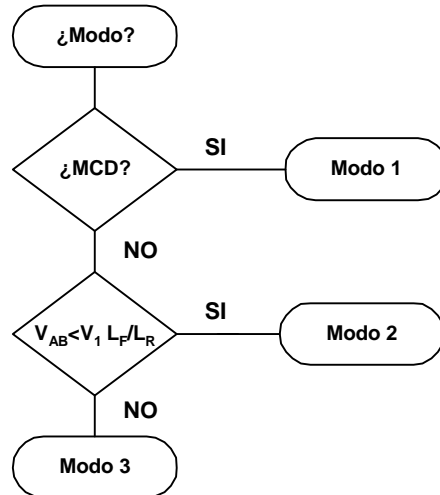 ¿Modo?
¿MCD?
SI
Modo 1
NO
V_AB<V_1 L_F/L_R
SI
Modo 2
NO
Modo 3